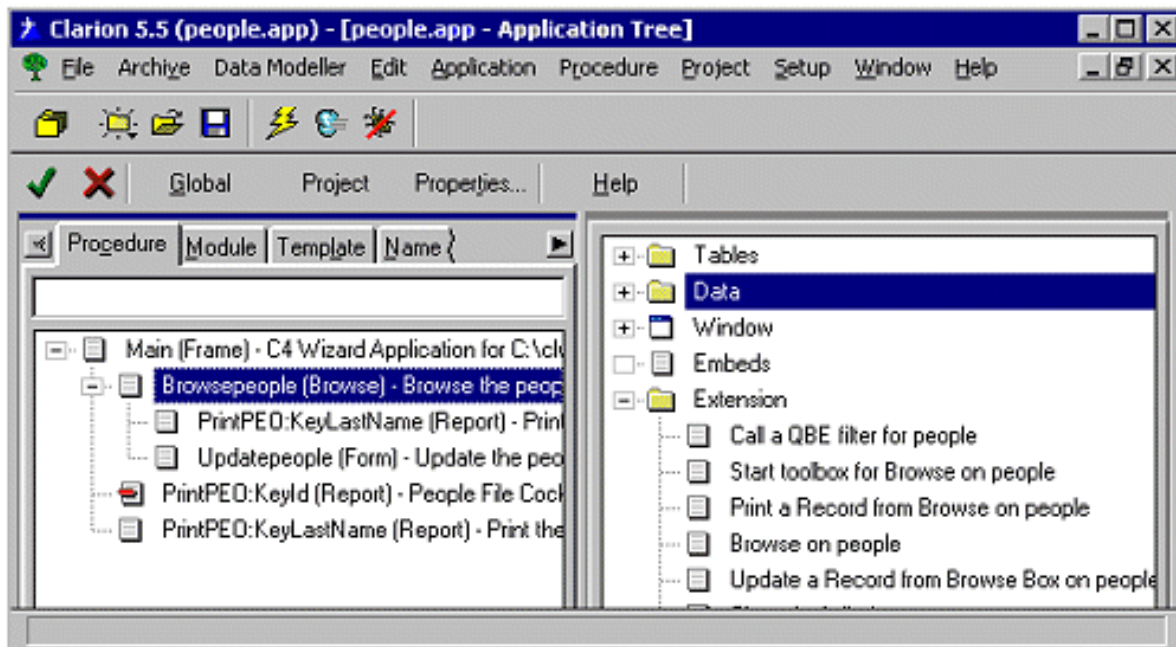 Clarion 5.5 (people.app) - [people.app - Application Tree]
File Archive Data Modeller Edit Application Procedure Project Setup Window Help
Global Project Properties... Help
Procedure Module Template Name
Main (Frame) - C4 Wizard Application for C:\clw
Browsepeople (Browse) - Browse the peop
PrintPEO:KeyLastName (Report) - Print
Updatepeople (Form) - Update the peo
PrintPEO:KeyId (Report) - People File Cock
PrintPEO:KeyLastName (Report) - Print the
Tables
Data
Window
Embeds
Extension
Call a QBE filter for people
Start toolbox for Browse on people
Print a Record from Browse on people
Browse on people
Update a Record from Browse Box on people